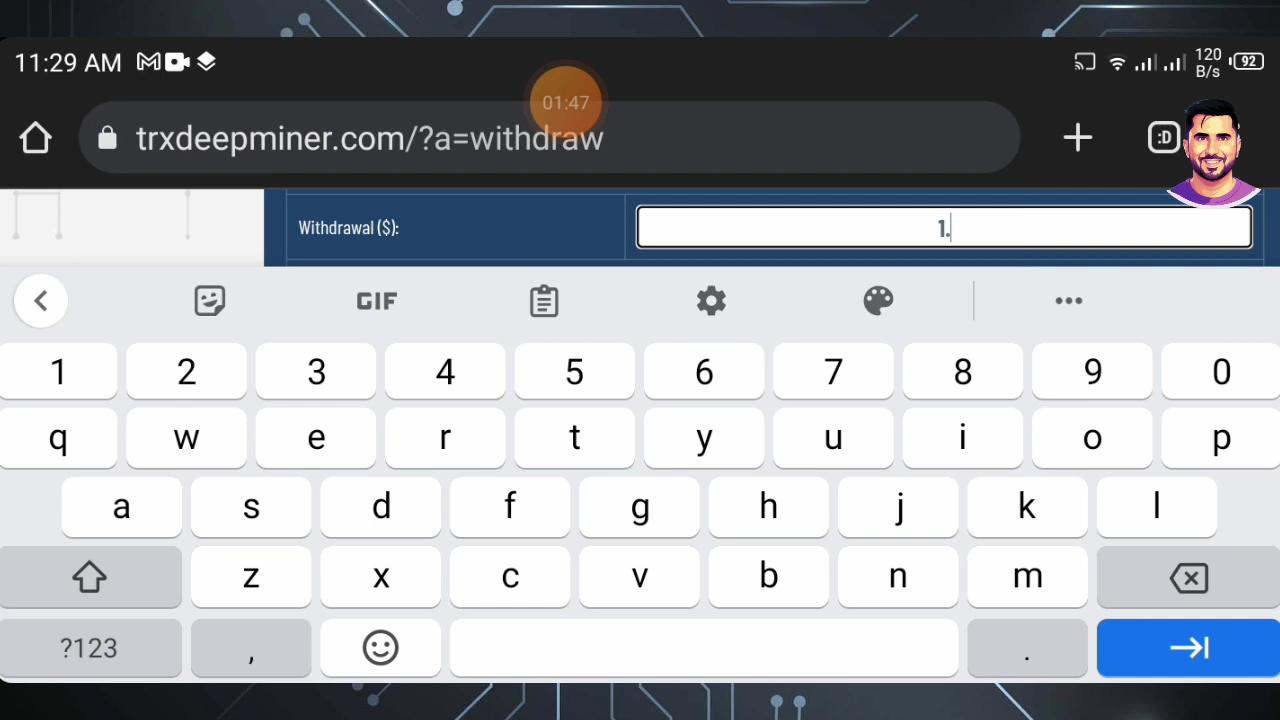 11:29 AM
120
B/s
92
01:47
trxdeepminer.com/?a=withdraw
:D
Withdrawal ($):
1.
GIF
1 2 3 4 5 6 7 8 9 0
q w e r t y u i o p
a s d f g h j k l
z x c v b n m
?123 , .